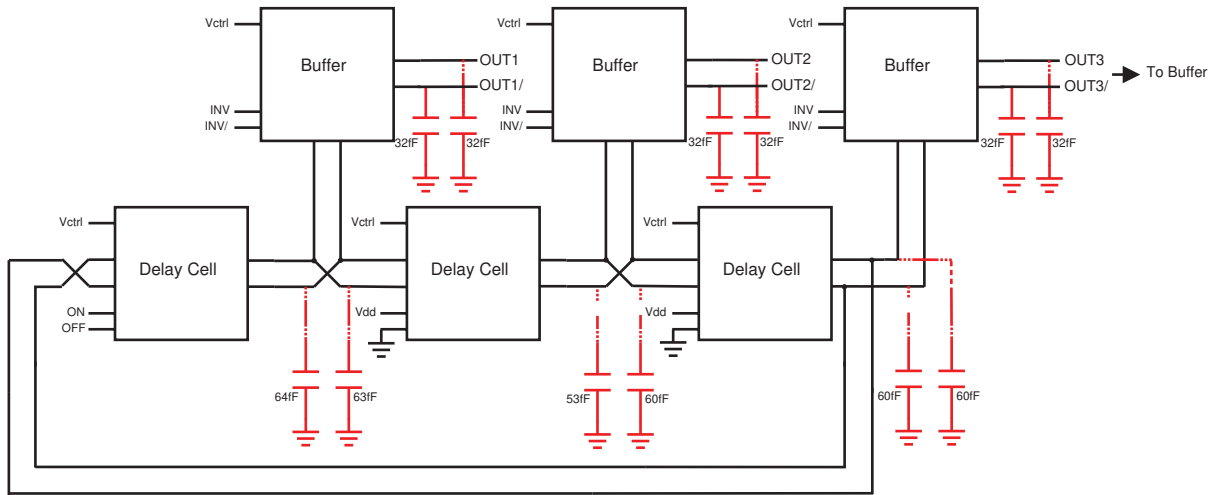 Vctrl
Buffer
OUT1
OUT1/
INV
INV/
32fF
32fF
Vctrl
Buffer
OUT2
OUT2/
INV
INV/
32fF
32fF
Vctrl
Buffer
OUT3
OUT3/
To Buffer
INV
INV/
32fF
32fF
Vctrl
Delay Cell
ON
OFF
64fF
63fF
Vctrl
Delay Cell
Vdd
53fF
60fF
Vctrl
Delay Cell
Vdd
60fF
60fF